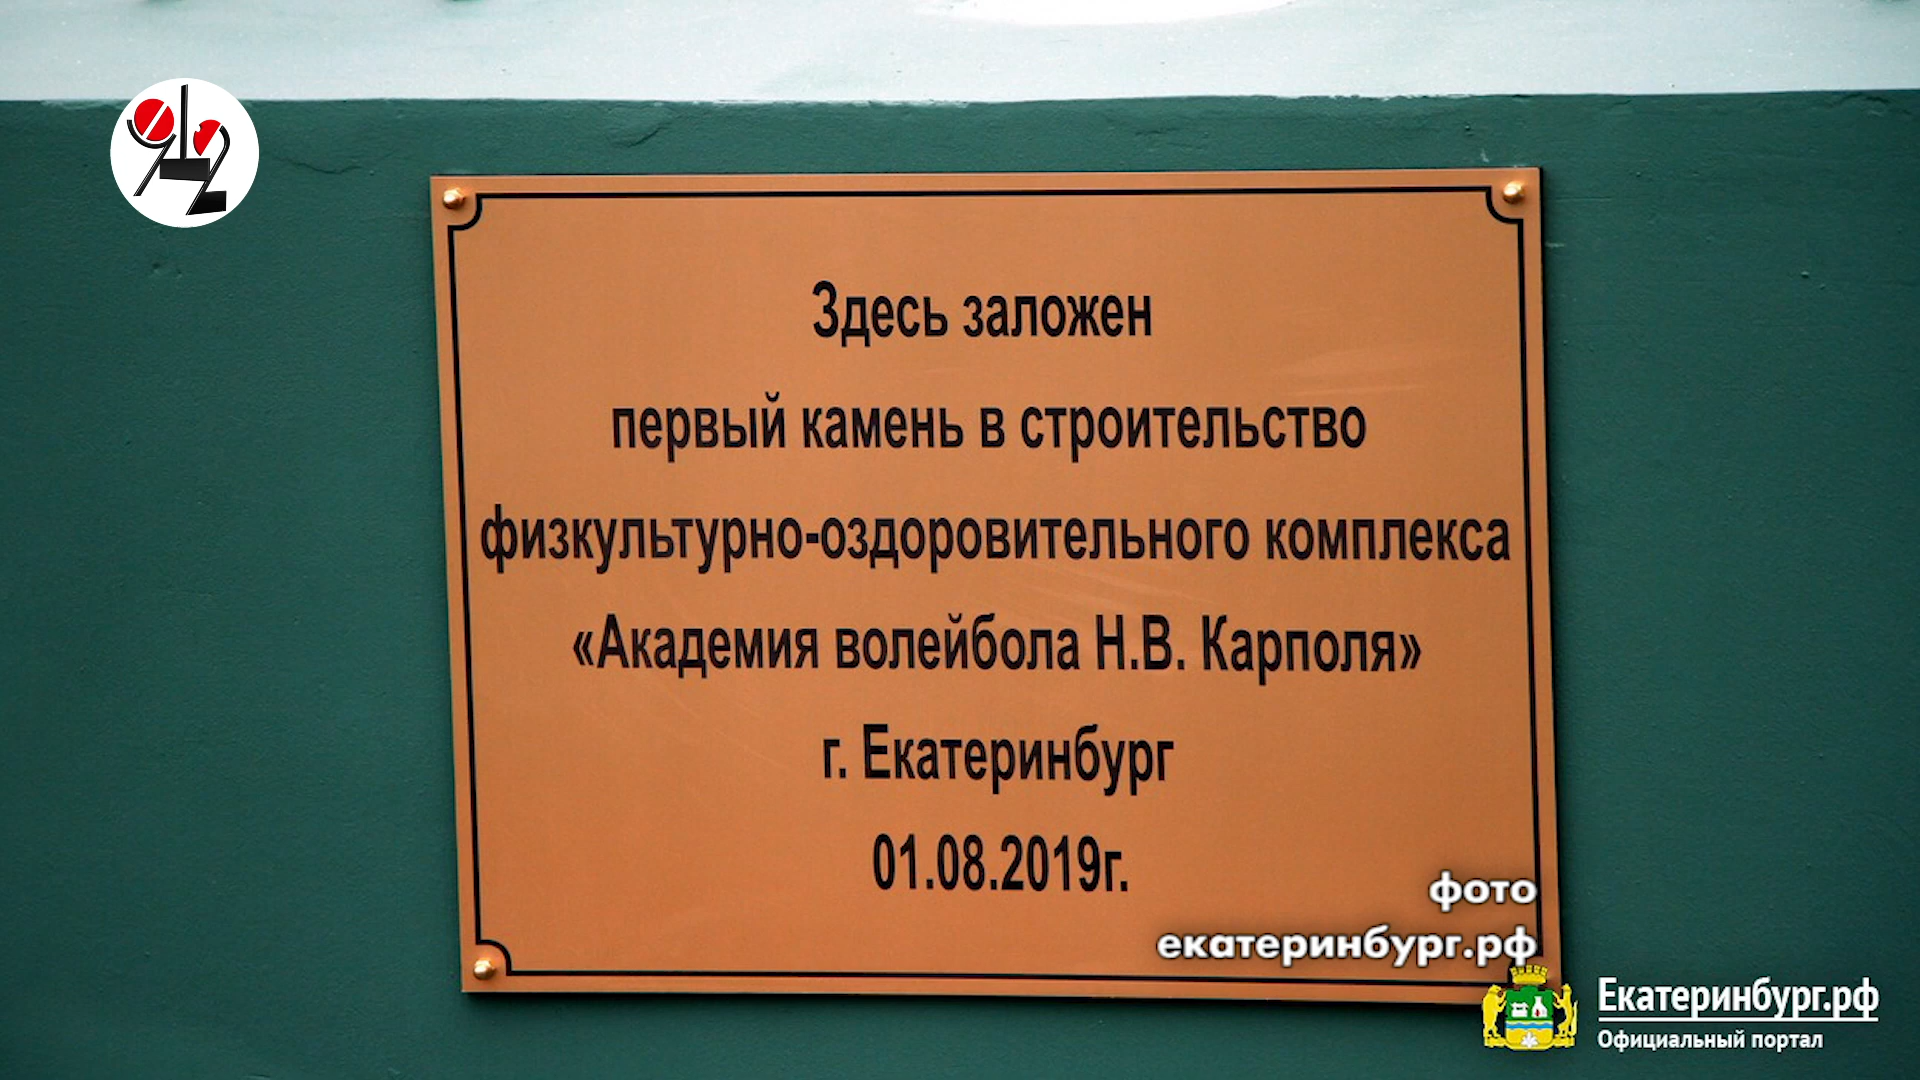 Здесь заложен
первый камень в строительство
физкультурно-оздоровительного комплекса
«Академия волейбола Н.В. Карполя»
г. Екатеринбург
01.08.2019г.
фото
екатеринбург.рф
Екатеринбург.рф
Официальный портал